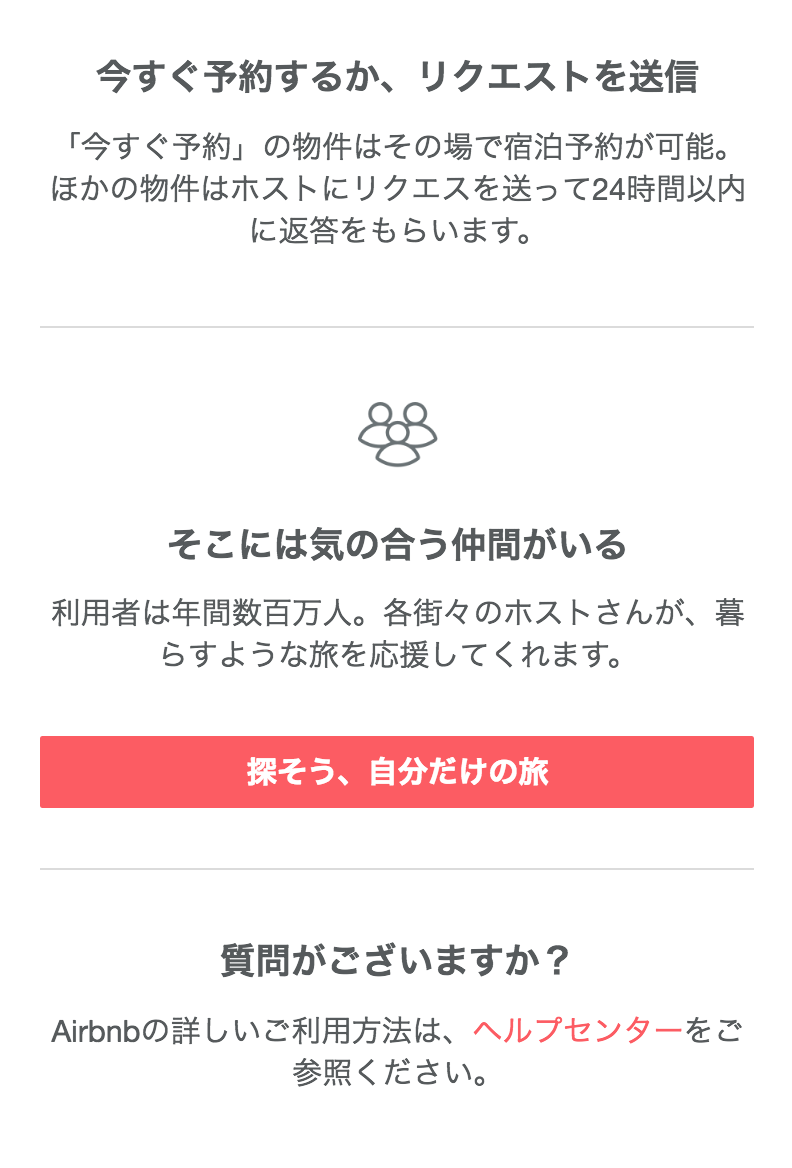 今すぐ予約するか、リクエストを送信
「今すぐ予約」の物件はその場で宿泊予約が可能。
ほかの物件はホストにリクエスを送って24時間以内
に返答をもらいます。
そこには気の合う仲間がいる
利用者は年間数百万人。各街々のホストさんが、暮
らすような旅を応援してくれます。
探そう、自分だけの旅
質問がございますか？
Airbnbの詳しいご利用方法は、ヘルプセンターをご
参照ください。